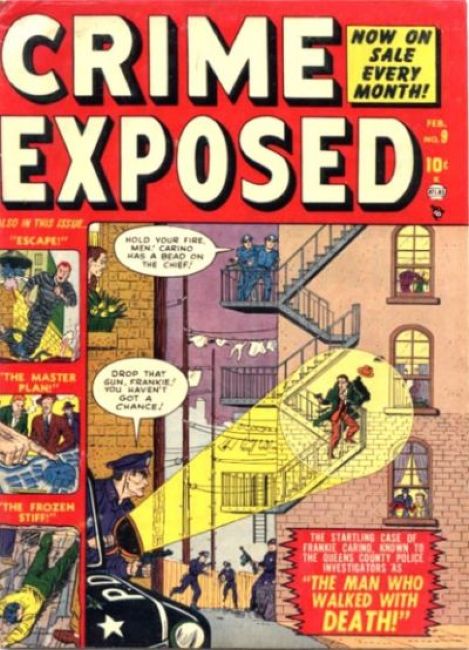 CRIME
EXPOSED
NOW ON
SALE
EVERY
MONTH!
FEB.
NO. 9
10¢
ATLAS
ALSO IN THIS ISSUE
"ESCAPE!"
"THE MASTER
PLAN!"
"THE FROZEN
STIFF!"
HOLD YOUR FIRE,
MEN! CARINO
HAS A BEAD ON
THE CHIEF!
DROP THAT
GUN, FRANKIE!
YOU HAVEN'T
GOT A
CHANCE!
PD
THE STARTLING CASE OF
FRANKIE CARINO, KNOWN TO
THE QUEENS COUNTY POLICE
INVESTIGATORS AS
"THE MAN WHO
WALKED WITH
DEATH!"